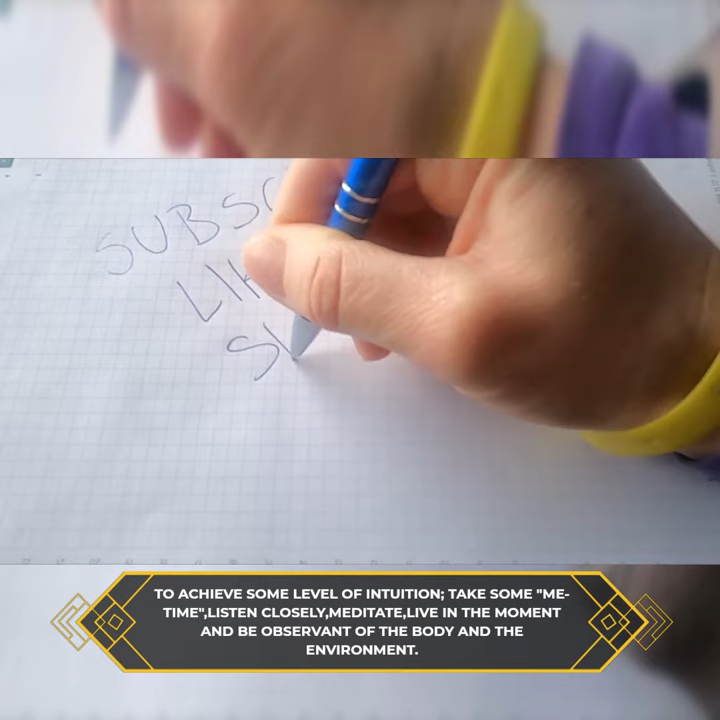 SUBSC
LIK
S
TO ACHIEVE SOME LEVEL OF INTUITION; TAKE SOME "ME-
TIME",LISTEN CLOSELY,MEDITATE,LIVE IN THE MOMENT
AND BE OBSERVANT OF THE BODY AND THE
ENVIRONMENT.